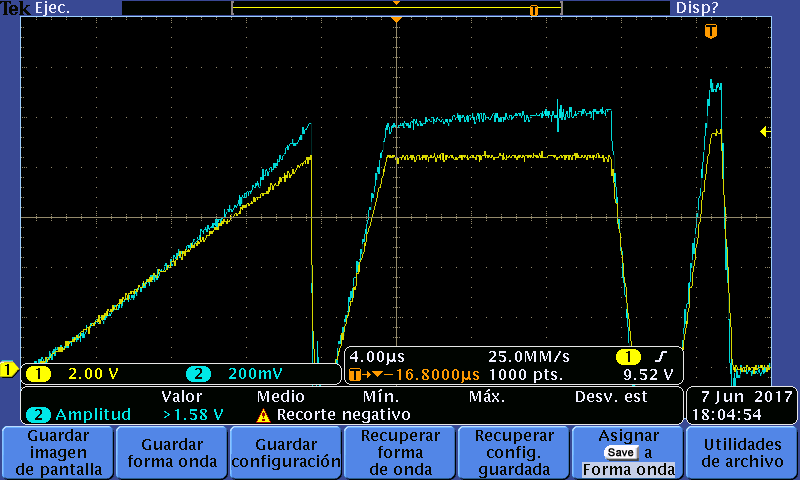 Tek Ejec. Disp?
T
T
1
1 2.00 V 2 200mV
4.00µs 25.0MM/s 1
T→▼−16.8000µs 1000 pts. 9.52 V
Valor Medio Mín. Máx. Desv. est
2 Amplitud >1.58 V Recorte negativo
7 Jun 2017
18:04:54
Guardar
imagen
de pantalla
Guardar
forma onda
Guardar
configuración
Recuperar
forma
de onda
Recuperar
config.
guardada
Asignar
Save a
Forma onda
Utilidades
de archivo